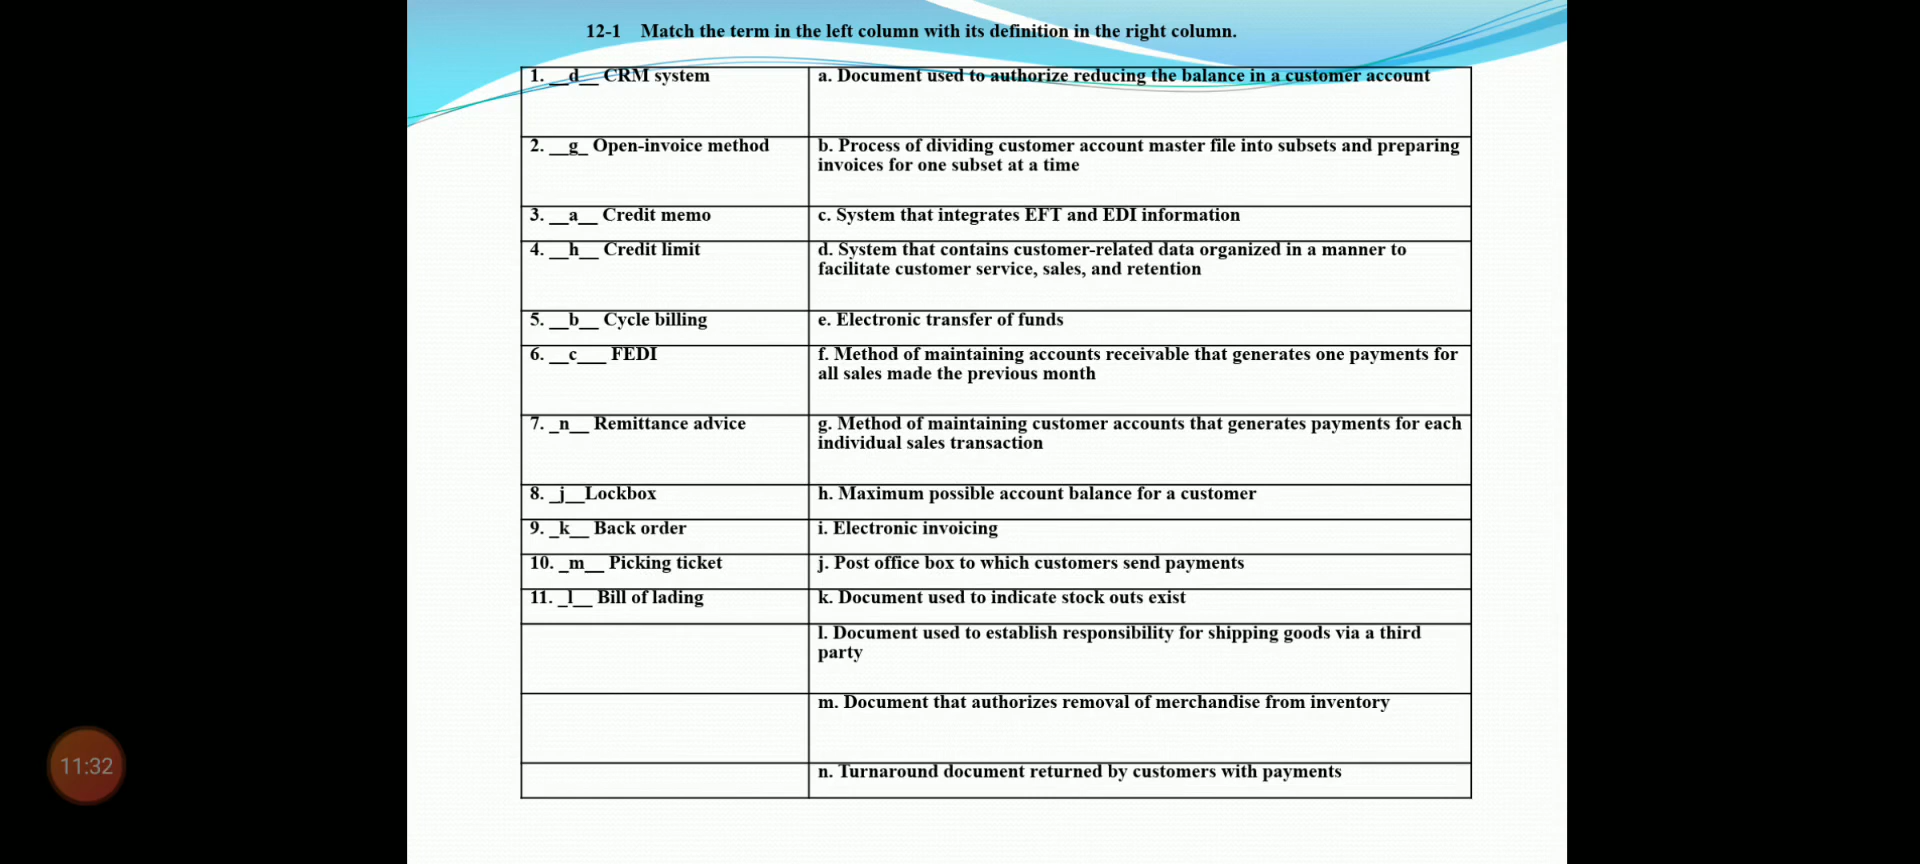 12-1 Match the term in the left column with its definition in the right column.
1. __d__ CRM system
a. Document used to authorize reducing the balance in a customer account
2. __g_ Open-invoice method
b. Process of dividing customer account master file into subsets and preparing
invoices for one subset at a time
3. __a__ Credit memo
c. System that integrates EFT and EDI information
4. __h__ Credit limit
d. System that contains customer-related data organized in a manner to
facilitate customer service, sales, and retention
5. __b__ Cycle billing
e. Electronic transfer of funds
6. __c___ FEDI
f. Method of maintaining accounts receivable that generates one payments for
all sales made the previous month
7. _n__ Remittance advice
g. Method of maintaining customer accounts that generates payments for each
individual sales transaction
8. _j__Lockbox
h. Maximum possible account balance for a customer
9. _k__ Back order
i. Electronic invoicing
10. _m__ Picking ticket
j. Post office box to which customers send payments
11. _l__ Bill of lading
k. Document used to indicate stock outs exist
l. Document used to establish responsibility for shipping goods via a third
party
m. Document that authorizes removal of merchandise from inventory
n. Turnaround document returned by customers with payments
11:32